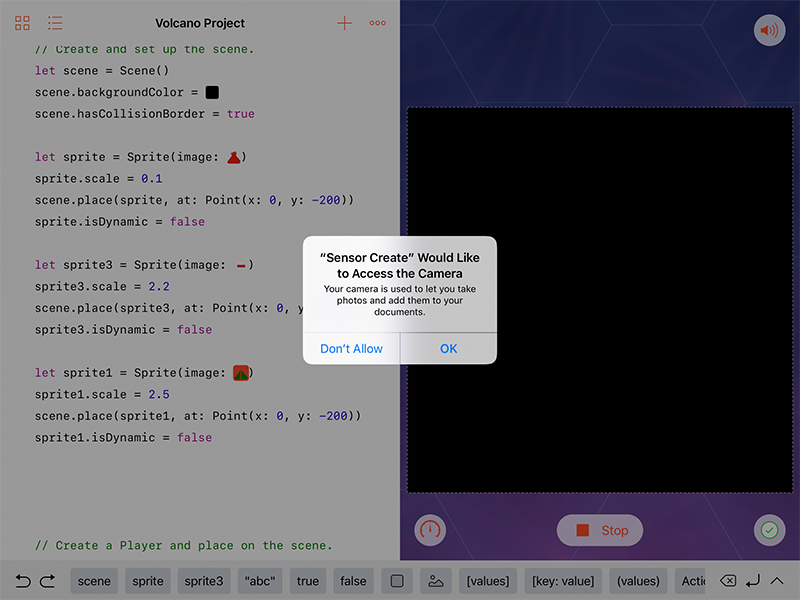 Volcano Project
// Create and set up the scene.
let scene = Scene()
scene.backgroundColor =
scene.hasCollisionBorder = true
let sprite = Sprite(image: )
sprite.scale = 0.1
scene.place(sprite, at: Point(x: 0, y: -200))
sprite.isDynamic = false
let sprite3 = Sprite(image: )
sprite3.scale = 2.2
scene.place(sprite3, at: Point(x: 0, y
sprite3.isDynamic = false
let sprite1 = Sprite(image: )
sprite1.scale = 2.5
scene.place(sprite1, at: Point(x: 0, y: -200))
sprite1.isDynamic = false
// Create a Player and place on the scene.
"Sensor Create" Would Like
to Access the Camera
Your camera is used to let you take
photos and add them to your
documents.
Don't Allow OK
Stop
scene sprite sprite3 "abc" true false [values] [key: value] (values) Actic